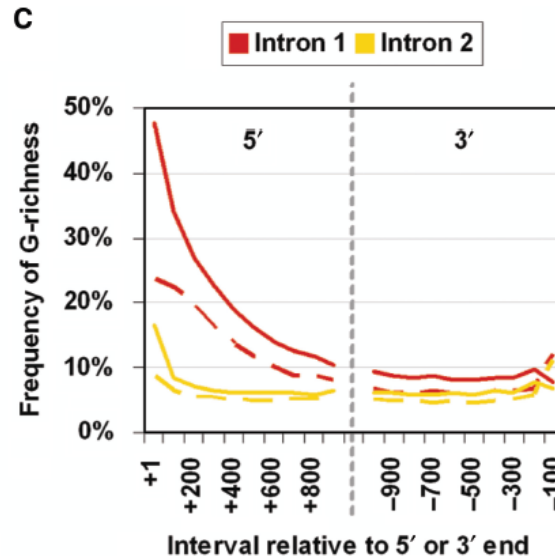 C
Intron 1 Intron 2
50%
5′ 3′
40%
30%
20%
10%
0%
Frequency of G-richness
+1 +200 +400 +600 +800 −900 −700 −500 −300 −100
Interval relative to 5′ or 3′ end